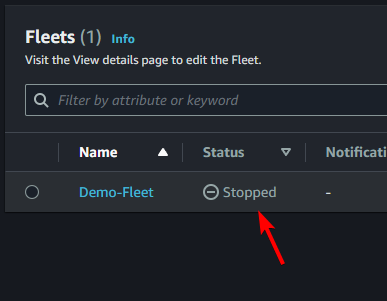 Fleets (1) Info
Visit the View details page to edit the Fleet.
Filter by attribute or keyword
Name Status Notificati
Demo-Fleet Stopped -